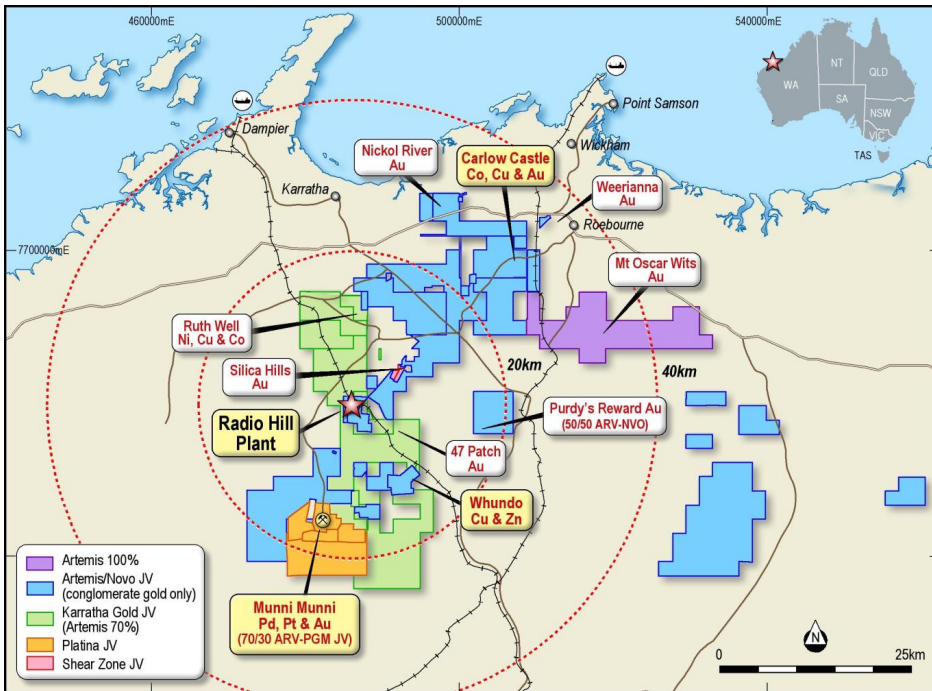 460000mE
500000mE
540000mE
NT
WA
QLD
SA
NSW
VIC
TAS
Dampier
Point Samson
Wickham
Nickol River
Au
Carlow Castle
Co, Cu & Au
Weerianna
Au
Karratha
Roebourne
7700000mE
Mt Oscar Wits
Au
Ruth Well
Ni, Cu & Co
Silica Hills
Au
20km
40km
Radio Hill
Plant
Purdy's Reward Au
(50/50 ARV-NVO)
47 Patch
Au
Whundo
Cu & Zn
Artemis 100%
Artemis/Novo JV
(conglomerate gold only)
Karratha Gold JV
(Artemis 70%)
Platina JV
Shear Zone JV
Munni Munni
Pd, Pt & Au
(70/30 ARV-PGM JV)
N
0
25km